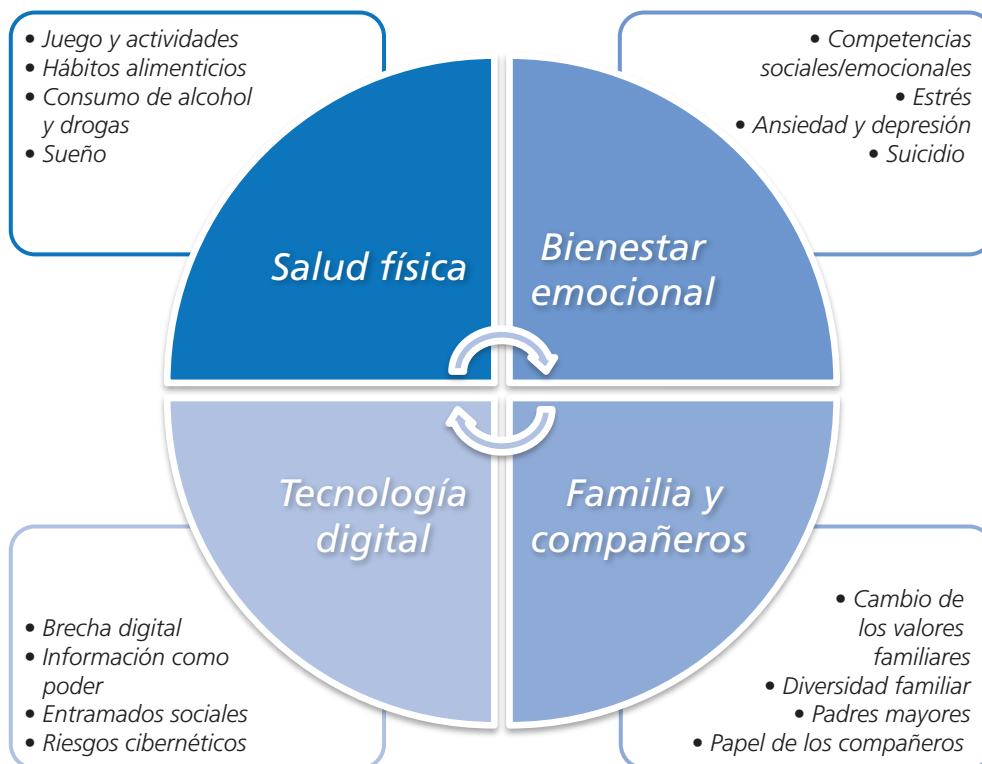 • Juego y actividades
• Hábitos alimenticios
• Consumo de alcohol
y drogas
• Sueño
• Competencias
sociales/emocionales
• Estrés
• Ansiedad y depresión
• Suicidio
Salud física
Bienestar
emocional
Tecnología
digital
Familia y
compañeros
• Brecha digital
• Información como
poder
• Entramados sociales
• Riesgos cibernéticos
• Cambio de
los valores
familiares
• Diversidad familiar
• Padres mayores
• Papel de los compañeros